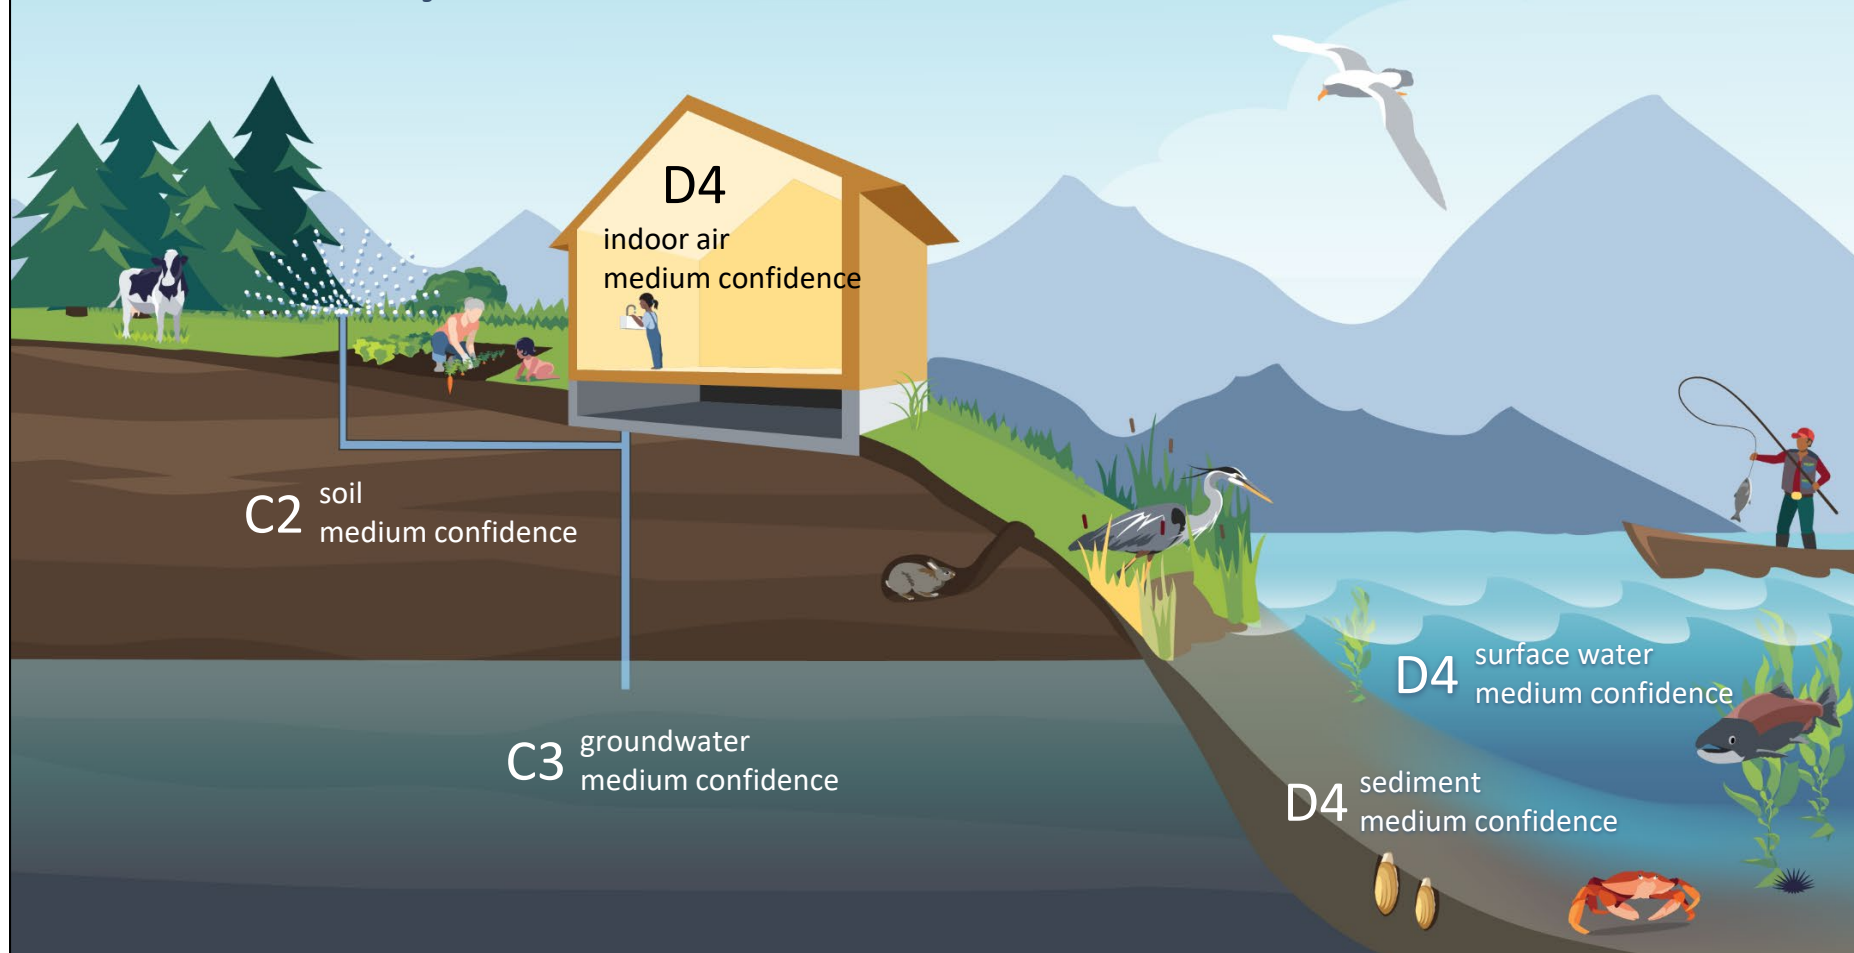 D4
indoor air
medium confidence
C2
soil
medium confidence
D4
surface water
medium confidence
C3
groundwater
medium confidence
D4
sediment
medium confidence